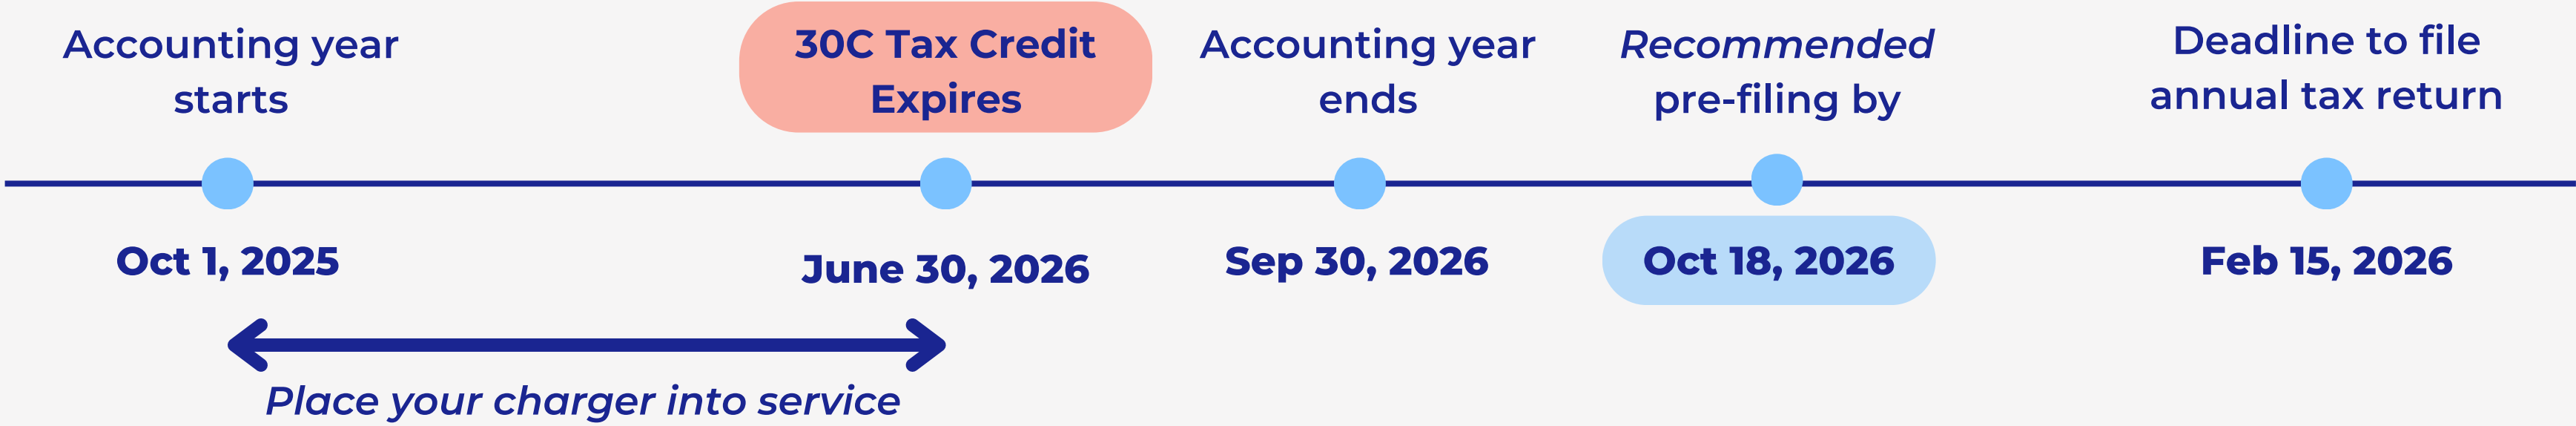 Accounting year
starts
30C Tax Credit
Expires
Accounting year
ends
Recommended
pre-filing by
Deadline to file
annual tax return
Oct 1, 2025
June 30, 2026
Sep 30, 2026
Oct 18, 2026
Feb 15, 2026
Place your charger into service